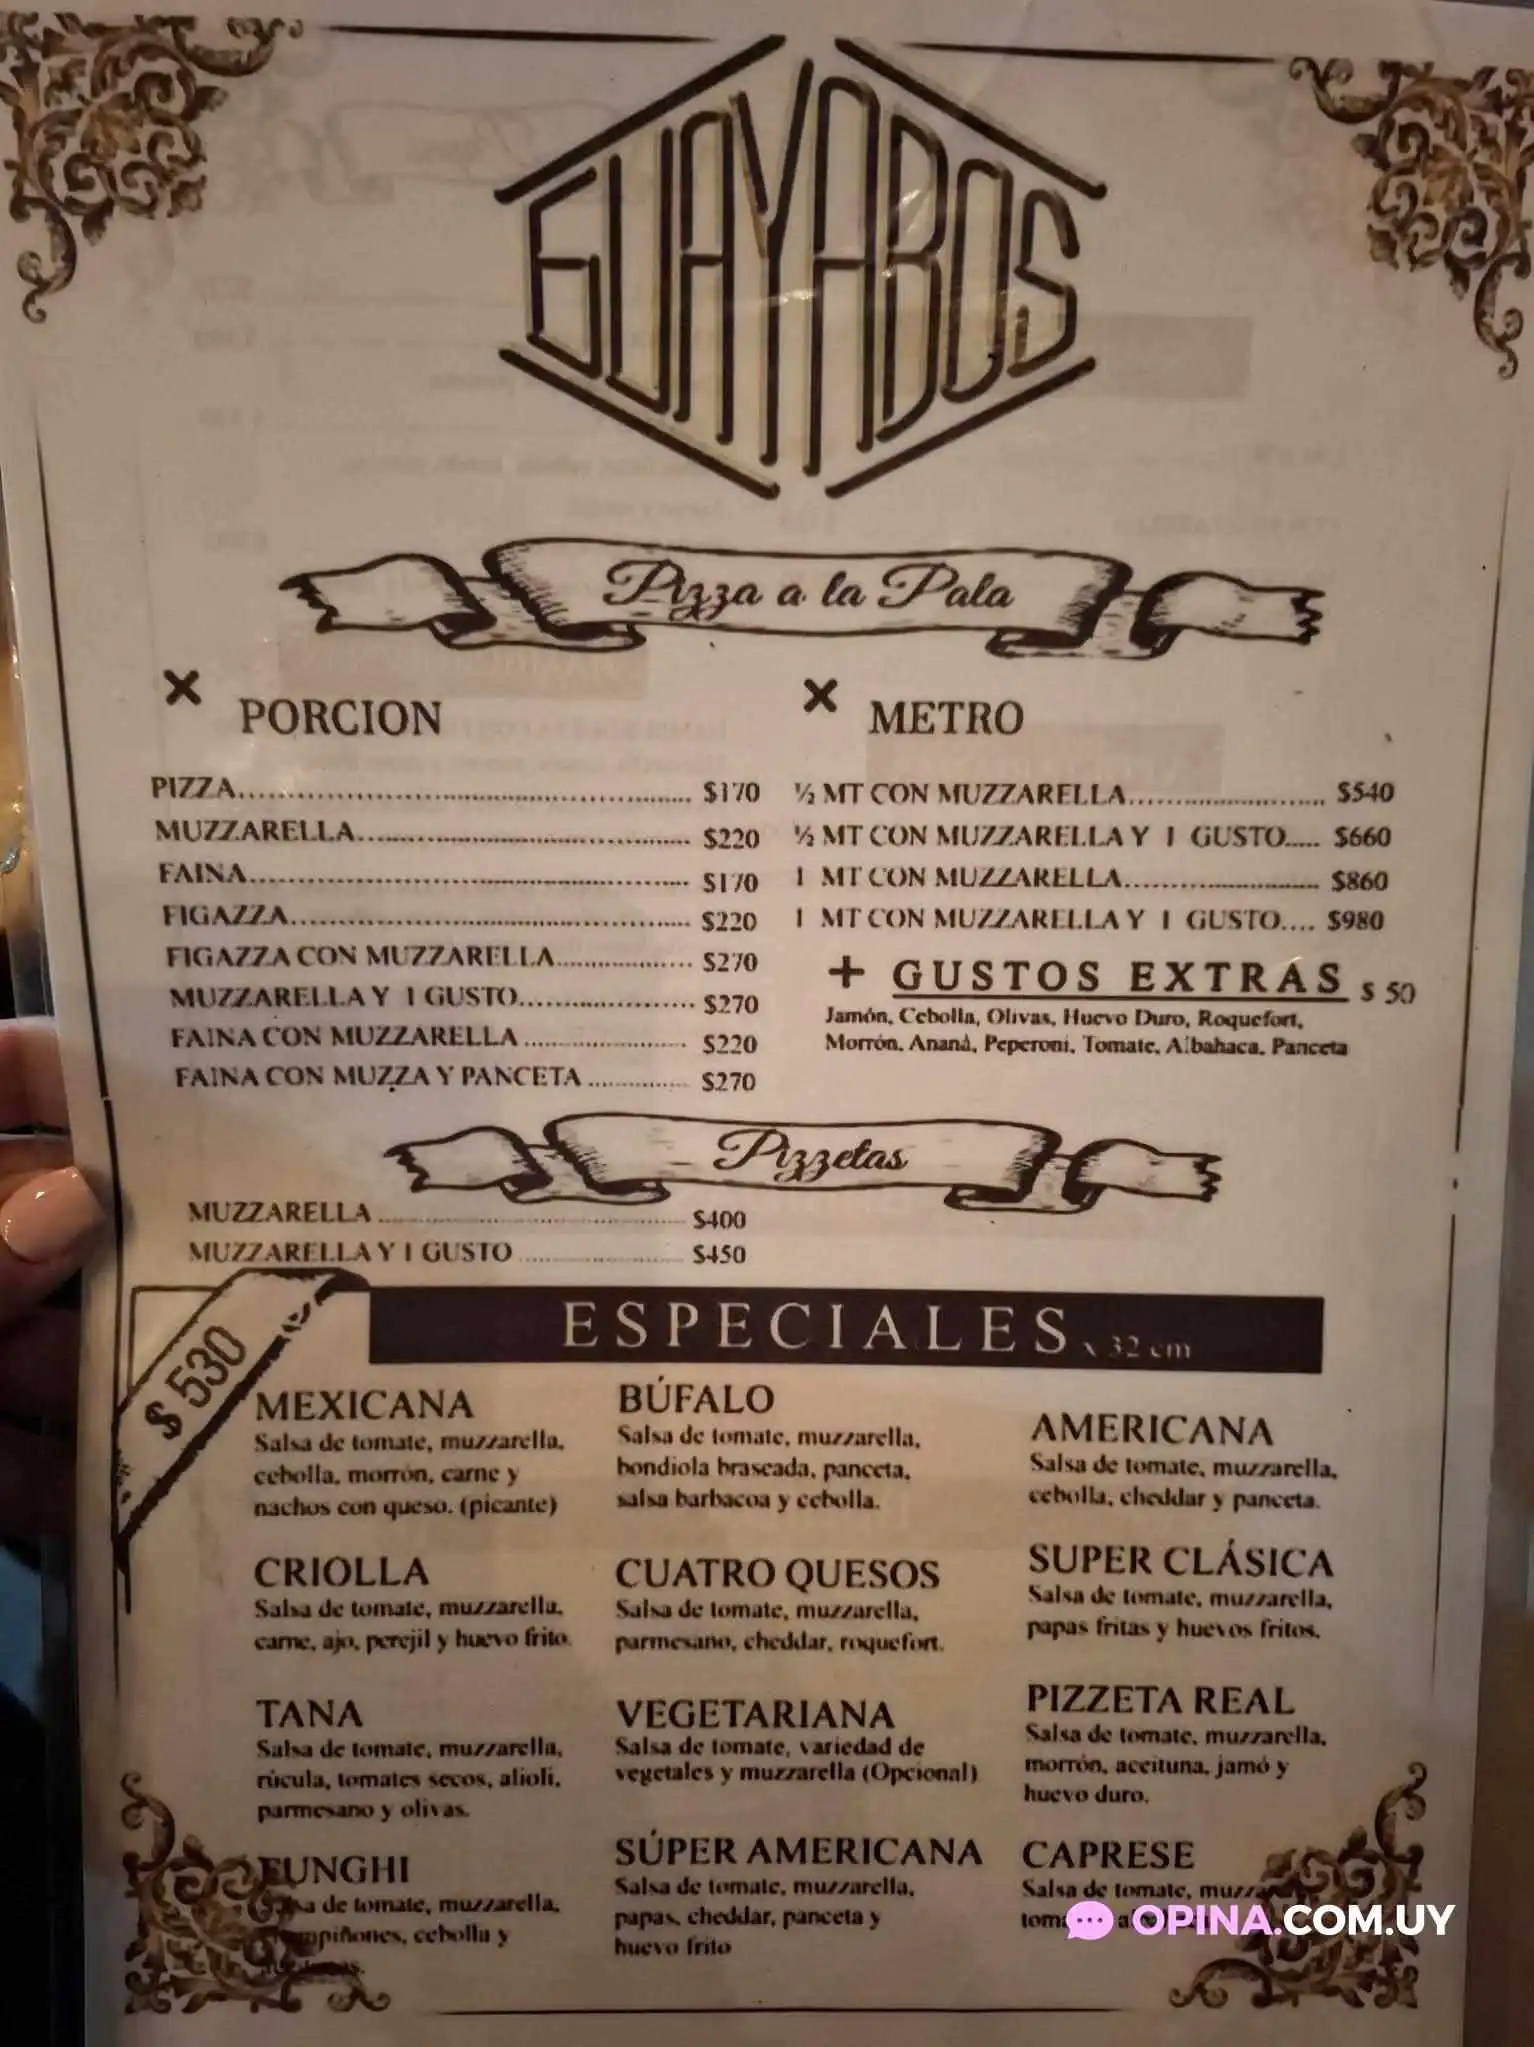 GUAYABOS
Pizza a la Pala
× PORCION
PIZZA $170
MUZZARELLA $220
FAINA $170
FIGAZZA $220
FIGAZZA CON MUZZARELLA $270
MUZZARELLA Y 1 GUSTO $270
FAINA CON MUZZARELLA $220
FAINA CON MUZZA Y PANCETA $270
× METRO
½ MT CON MUZZARELLA $540
½ MT CON MUZZARELLA Y 1 GUSTO $660
1 MT CON MUZZARELLA $860
1 MT CON MUZZARELLA Y 1 GUSTO $980
+ GUSTOS EXTRAS $ 50
Jamón, Cebolla, Olivas, Huevo Duro, Roquefort,
Morrón, Ananá, Peperoni, Tomate, Albahaca, Panceta
Pizzetas
MUZZARELLA $400
MUZZARELLA Y 1 GUSTO $450
ESPECIALES x 32 cm
$ 530
MEXICANA
Salsa de tomate, muzzarella,
cebolla, morrón, carne y
nachos con queso. (picante)
BÚFALO
Salsa de tomate, muzzarella,
bondiola braseada, panceta,
salsa barbacoa y cebolla.
AMERICANA
Salsa de tomate, muzzarella,
cebolla, cheddar y panceta.
CRIOLLA
Salsa de tomate, muzzarella,
carne, ajo, perejil y huevo frito.
CUATRO QUESOS
Salsa de tomate, muzzarella,
parmesano, cheddar, roquefort.
SUPER CLÁSICA
Salsa de tomate, muzzarella,
papas fritas y huevos fritos.
TANA
Salsa de tomate, muzzarella,
rúcula, tomates secos, alioli,
parmesano y olivas.
VEGETARIANA
Salsa de tomate, variedad de
vegetales y muzzarella (Opcional)
PIZZETA REAL
Salsa de tomate, muzzarella,
morrón, aceituna, jamó y
huevo duro.
FUNGHI
Salsa de tomate, muzzarella,
cebolla y
SÚPER AMERICANA
Salsa de tomate, muzzarella,
papas, cheddar, panceta y
huevo frito
CAPRESE
Salsa de tomate,
OPINA.COM.UY